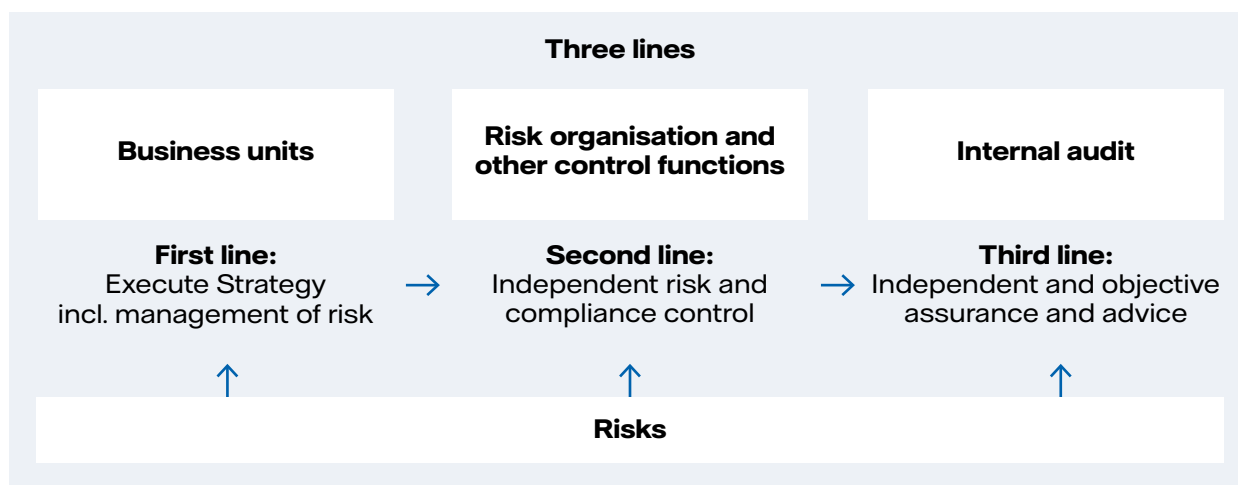 Three lines
Business units
Risk organisation and
other control functions
Internal audit
First line:
Execute Strategy
incl. management of risk
Second line:
Independent risk and
compliance control
Third line:
Independent and objective
assurance and advice
Risks